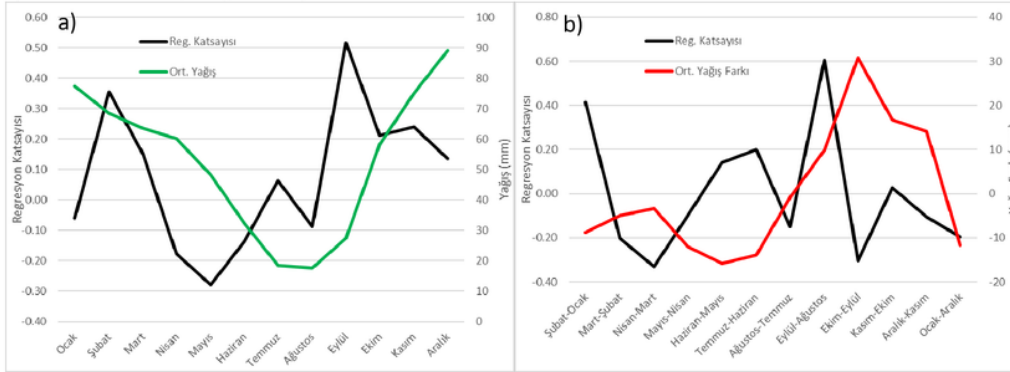 a)
Reg. Katsayısı
Ort. Yağış
0.60
0.50
0.40
0.30
0.20
0.10
0.00
-0.10
-0.20
-0.30
-0.40
Regresyon Katsayısı
100
90
80
70
60
50
40
30
20
10
0
Yağış (mm)
Ocak
Şubat
Mart
Nisan
Mayıs
Haziran
Temmuz
Ağustos
Eylül
Ekim
Kasım
Aralık
b)
Reg. Katsayısı
Ort. Yağış Farkı
0.80
0.60
0.40
0.20
0.00
-0.20
-0.40
Regresyon Katsayısı
40
30
20
10
0
-10
-20
Şubat-Ocak
Mart-Şubat
Nisan-Mart
Mayıs-Nisan
Haziran-Mayıs
Temmuz-Haziran
Ağustos-Temmuz
Eylül-Ağustos
Ekim-Eylül
Kasım-Ekim
Aralık-Kasım
Ocak-Aralık